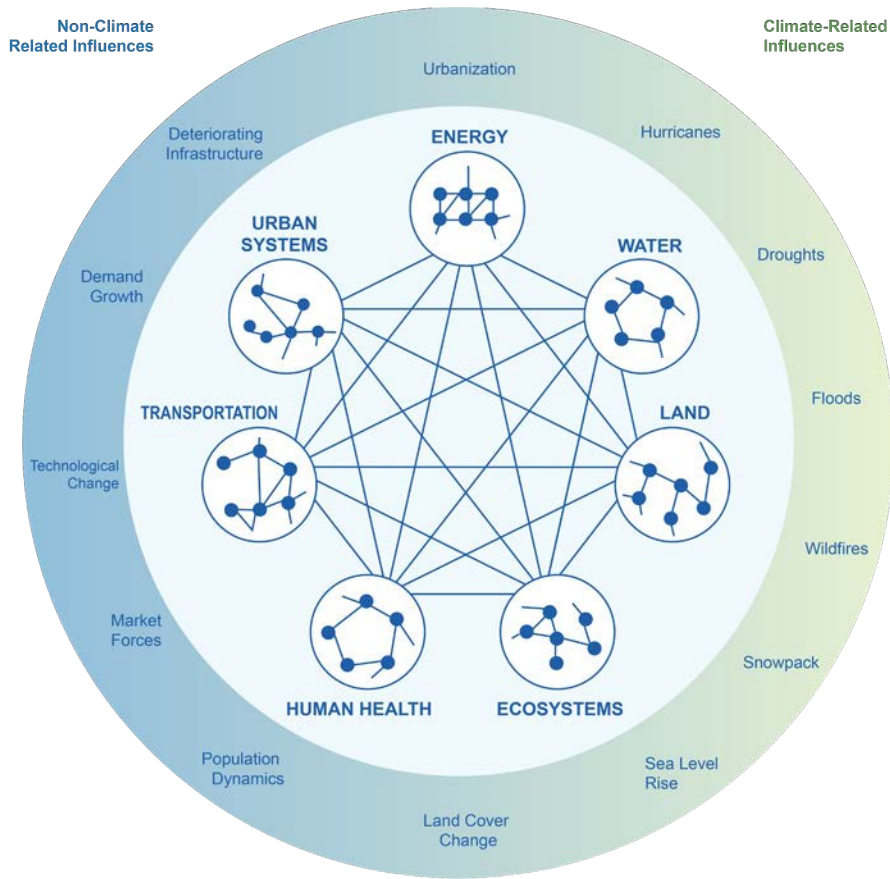 Non-Climate
Related Influences
Climate-Related
Influences
Urbanization
Hurricanes
Deteriorating
Infrastructure
ENERGY
URBAN
SYSTEMS
WATER
Droughts
Demand
Growth
Floods
TRANSPORTATION
LAND
Technological
Change
Wildfires
Market
Forces
Snowpack
HUMAN HEALTH
ECOSYSTEMS
Population
Dynamics
Sea Level
Rise
Land Cover
Change